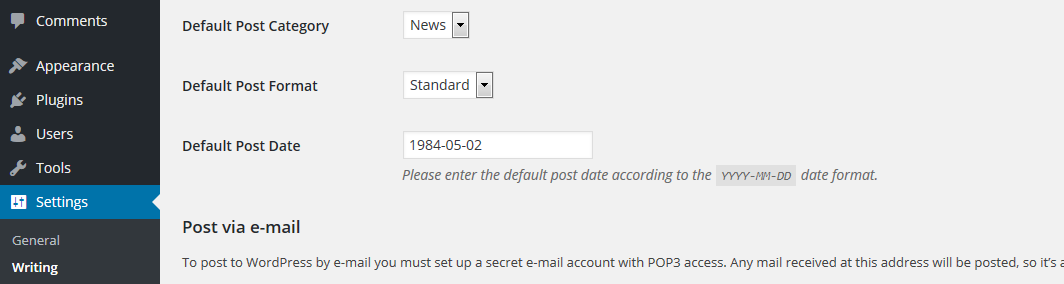 Comments
Appearance
Plugins
Users
Tools
Settings
General
Writing
Default Post Category
News
Default Post Format
Standard
Default Post Date
1984-05-02
Please enter the default post date according to the YYYY-MM-DD date format.
Post via e-mail
To post to WordPress by e-mail you must set up a secret e-mail account with POP3 access. Any mail received at this address will be posted, so it's a